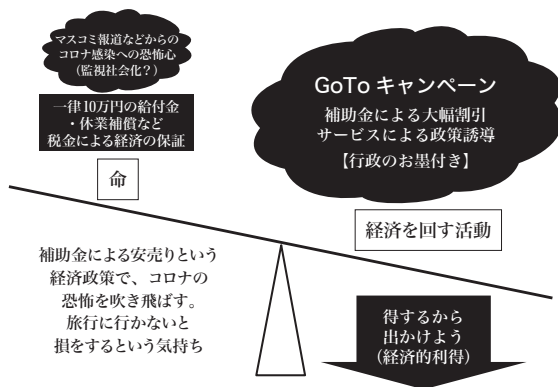 マスコミ報道などからの
コロナ感染への恐怖心
(監視社会化?)
一律10万円の給付金
・休業補償など
税金による経済の保証
命
GoTo キャンペーン
補助金による大幅割引
サービスによる政策誘導
【行政のお墨付き】
経済を回す活動
補助金による安売りという
経済政策で、コロナの
恐怖を吹き飛ばす。
旅行に行かないと
損をするという気持ち
得するから
出かけよう
(経済的利得)